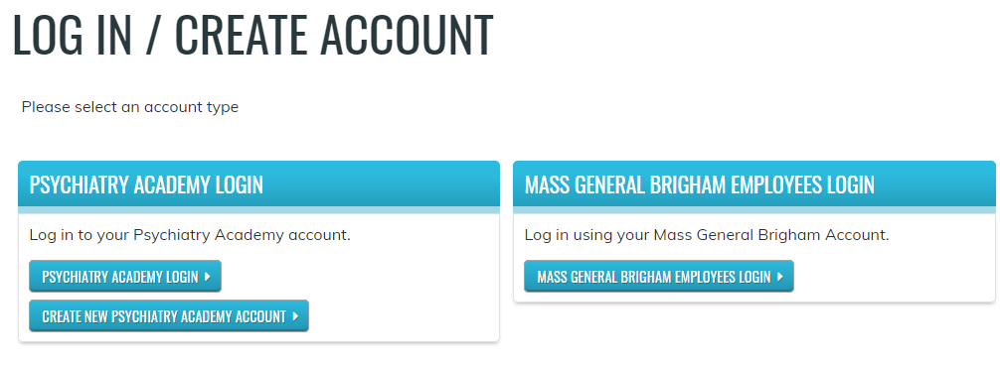 LOG IN / CREATE ACCOUNT
Please select an account type
PSYCHIATRY ACADEMY LOGIN
Log in to your Psychiatry Academy account.
PSYCHIATRY ACADEMY LOGIN
CREATE NEW PSYCHIATRY ACADEMY ACCOUNT
MASS GENERAL BRIGHAM EMPLOYEES LOGIN
Log in using your Mass General Brigham Account.
MASS GENERAL BRIGHAM EMPLOYEES LOGIN